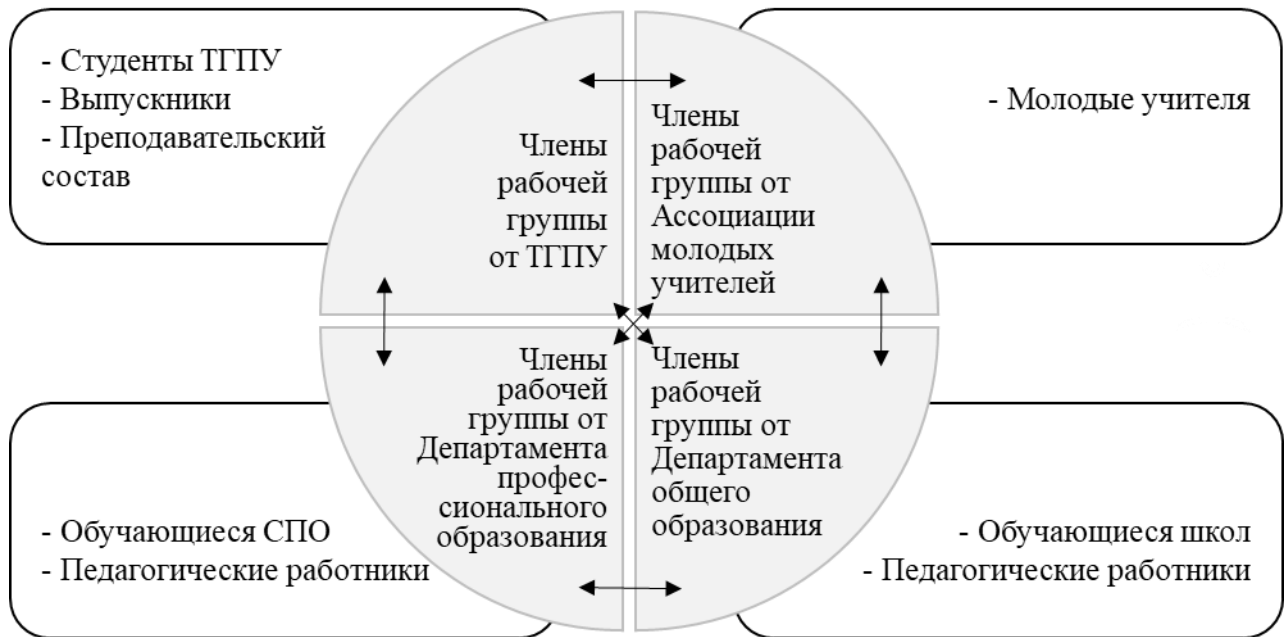 - Студенты ТГПУ
- Выпускники
- Преподавательский
состав
Члены
рабочей
группы
от ТГПУ
Члены
рабочей
группы от
Ассоциации
молодых
учителей
- Молодые учителя
- Обучающиеся СПО
- Педагогические работники
Члены
рабочей
группы от
Департамента
профес-
сионального
образования
Члены
рабочей
группы от
Департамента
общего
образования
- Обучающиеся школ
- Педагогические работники